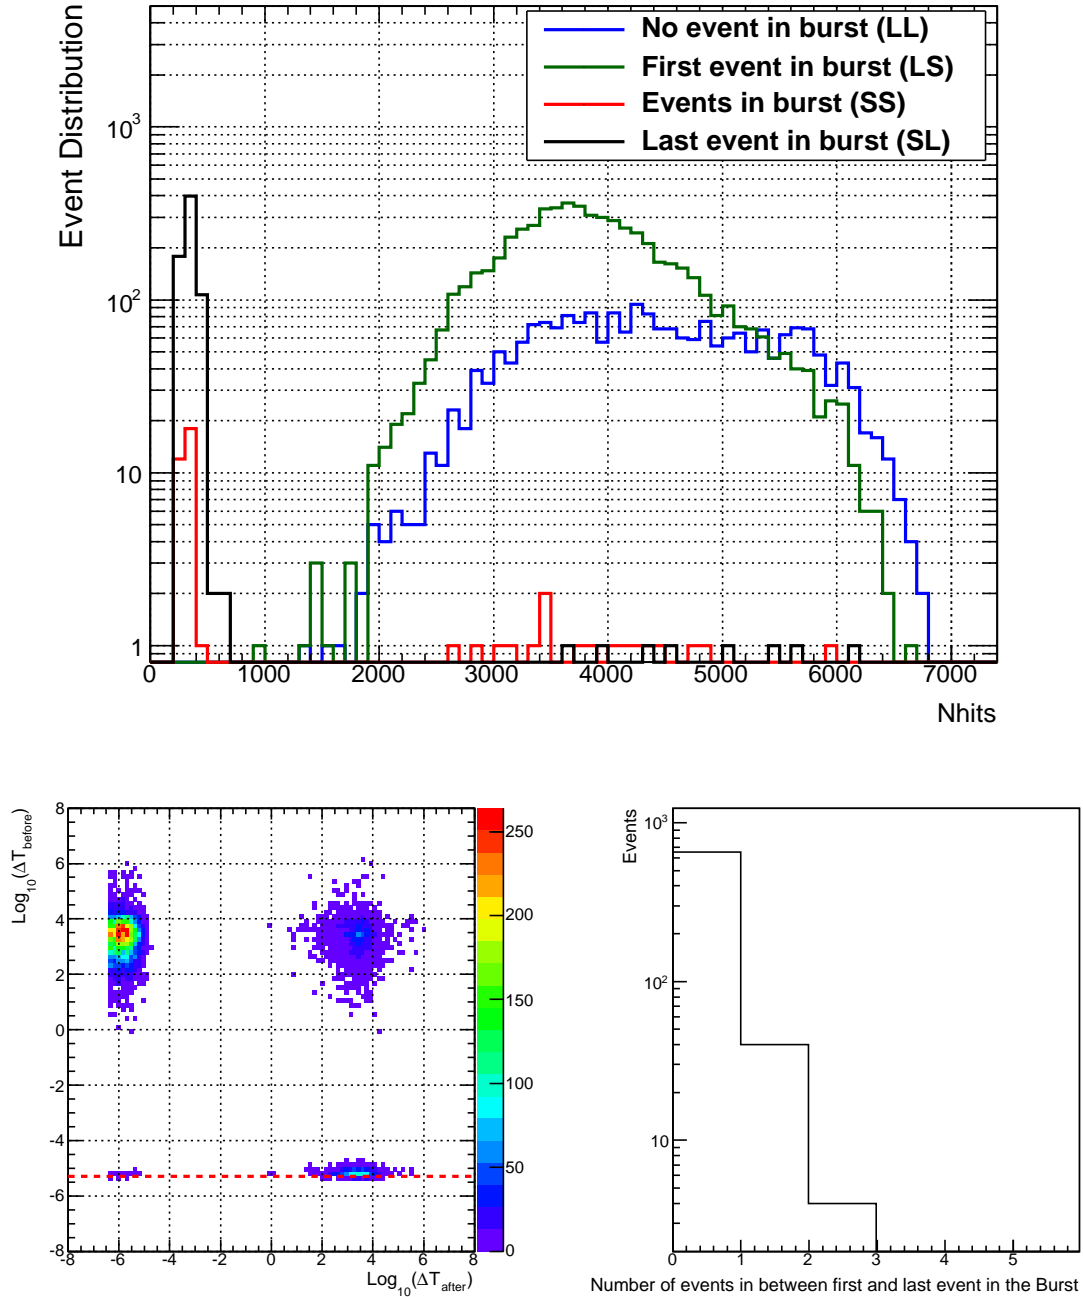 Event Distribution
No event in burst (LL)
First event in burst (LS)
Events in burst (SS)
Last event in burst (SL)
10³
10²
10
1
0 1000 2000 3000 4000 5000 6000 7000
Nhits
Log₁₀(ΔT_before)
8
6
4
2
0
-2
-4
-6
-8
-8 -6 -4 -2 0 2 4 6 8
Log₁₀(ΔT_after)
250
200
150
100
50
0
Events
10³
10²
10
0 1 2 3 4 5
Number of events in between first and last event in the Burst